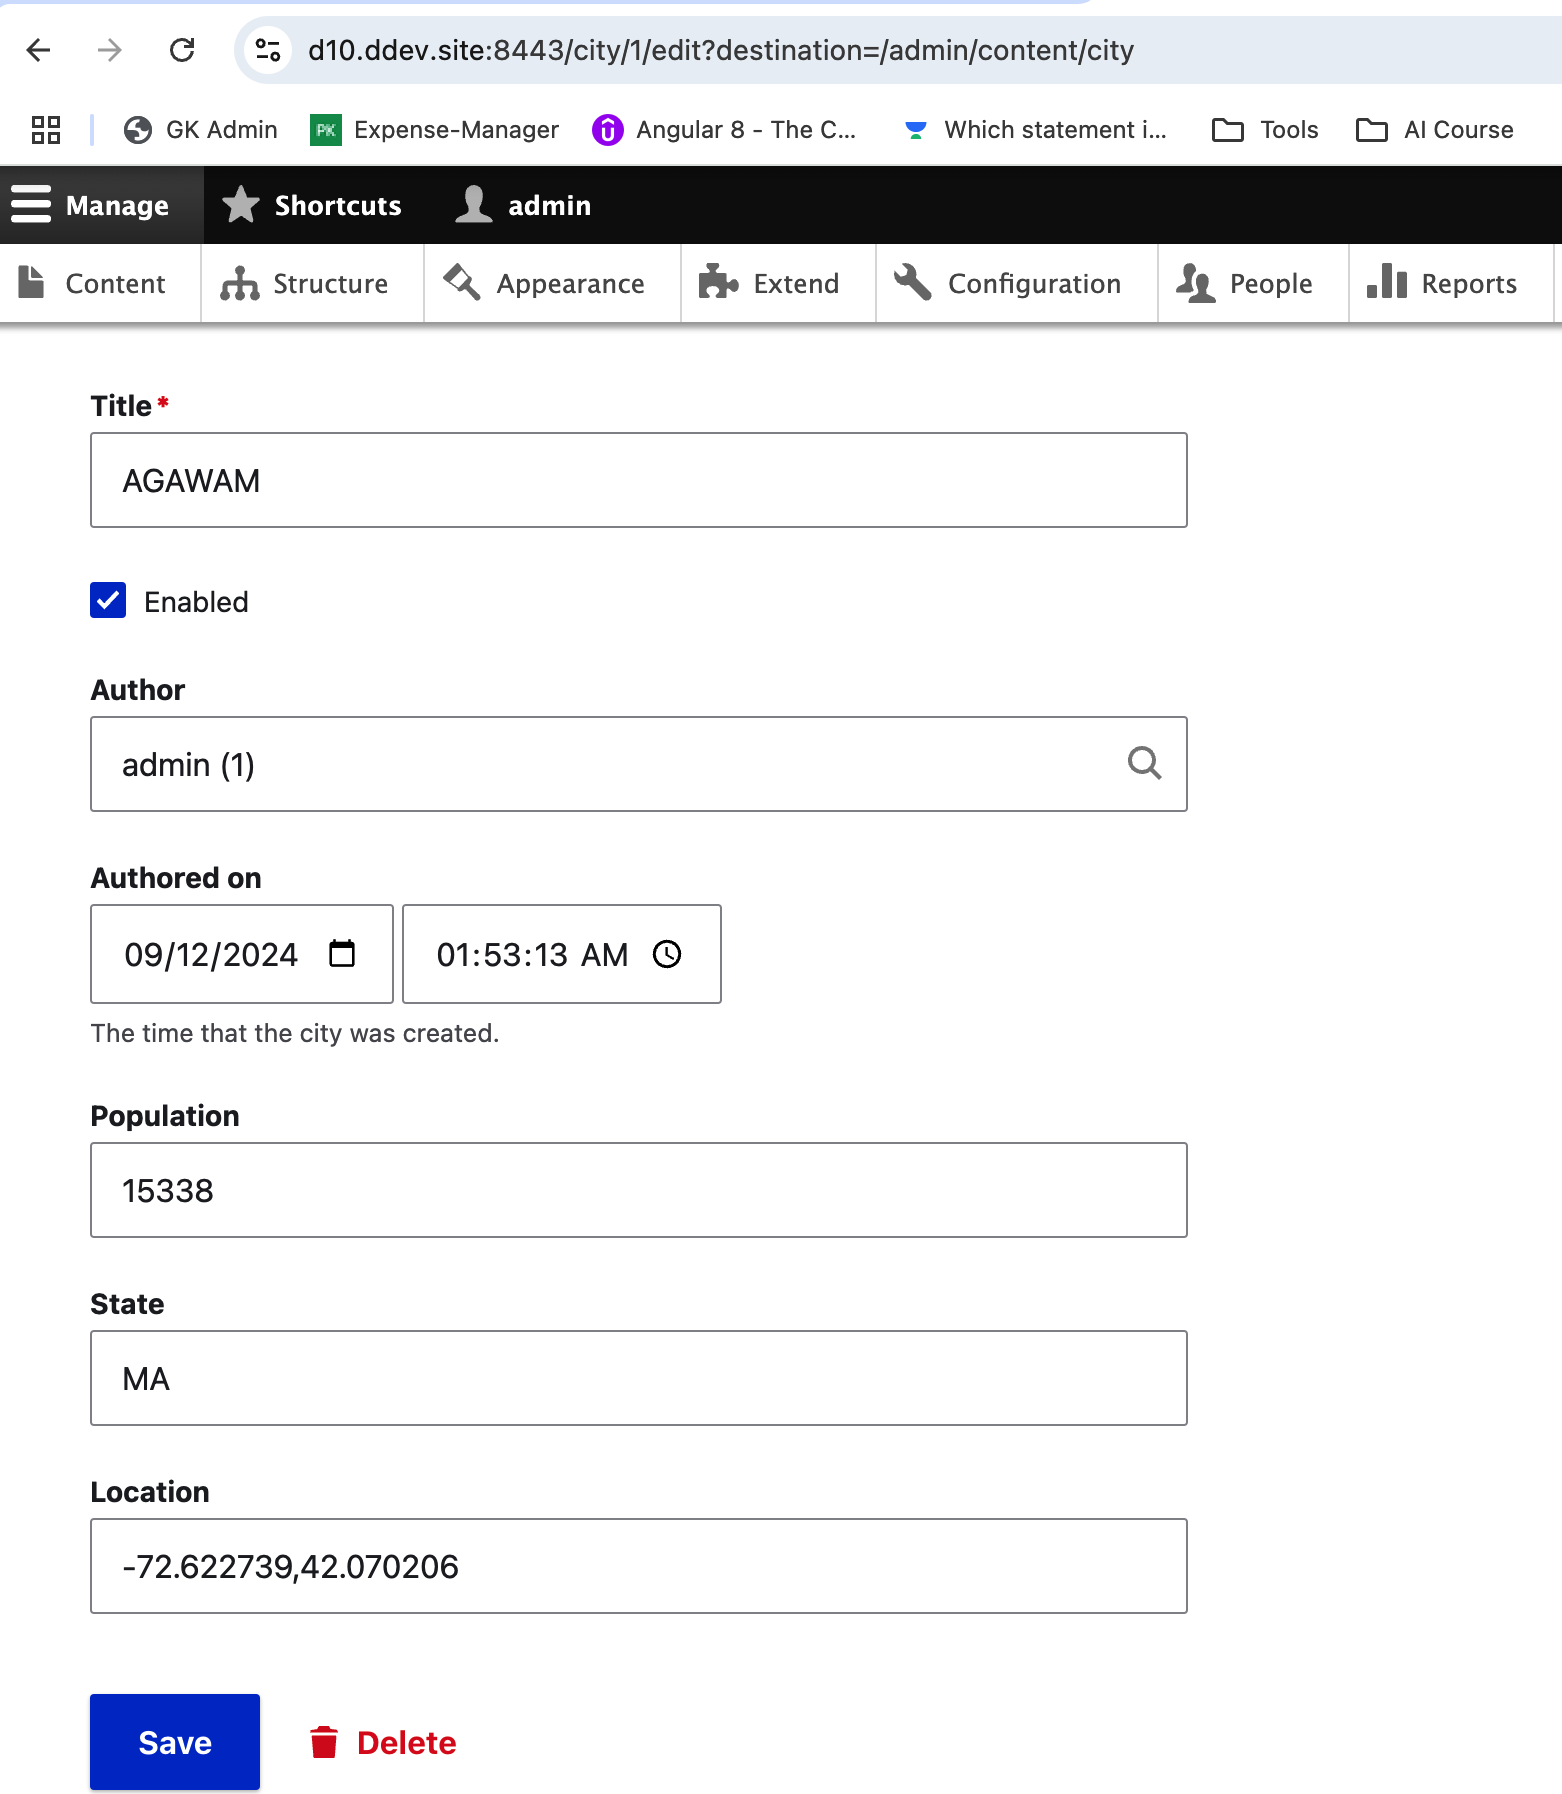 d10.ddev.site:8443/city/1/edit?destination=/admin/content/city
GK Admin PK Expense-Manager Angular 8 - The C... Which statement i... Tools AI Course
Manage Shortcuts admin
Content Structure Appearance Extend Configuration People Reports
Title*
AGAWAM
Enabled
Author
admin (1)
Authored on
09/12/2024 01:53:13 AM
The time that the city was created.
Population
15338
State
MA
Location
-72.622739,42.070206
Save Delete